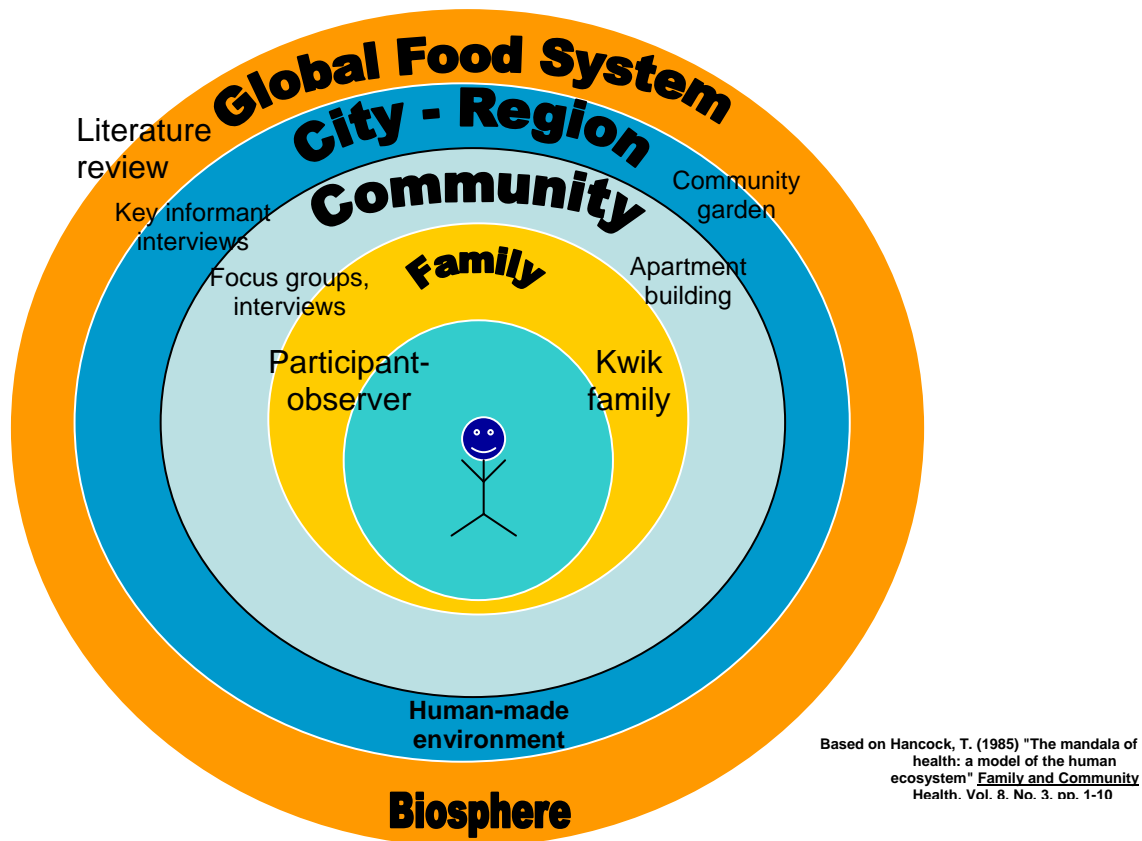 Global Food System
City - Region
Literature
review
Community
Community
garden
Key informant
interviews
Family
Focus groups,
interviews
Apartment
building
Participant-
observer
Kwik
family
Human-made
environment
Based on Hancock, T. (1985) "The mandala of
health: a model of the human
ecosystem" Family and Community
Health, Vol. 8, No. 3, pp. 1-10
Biosphere